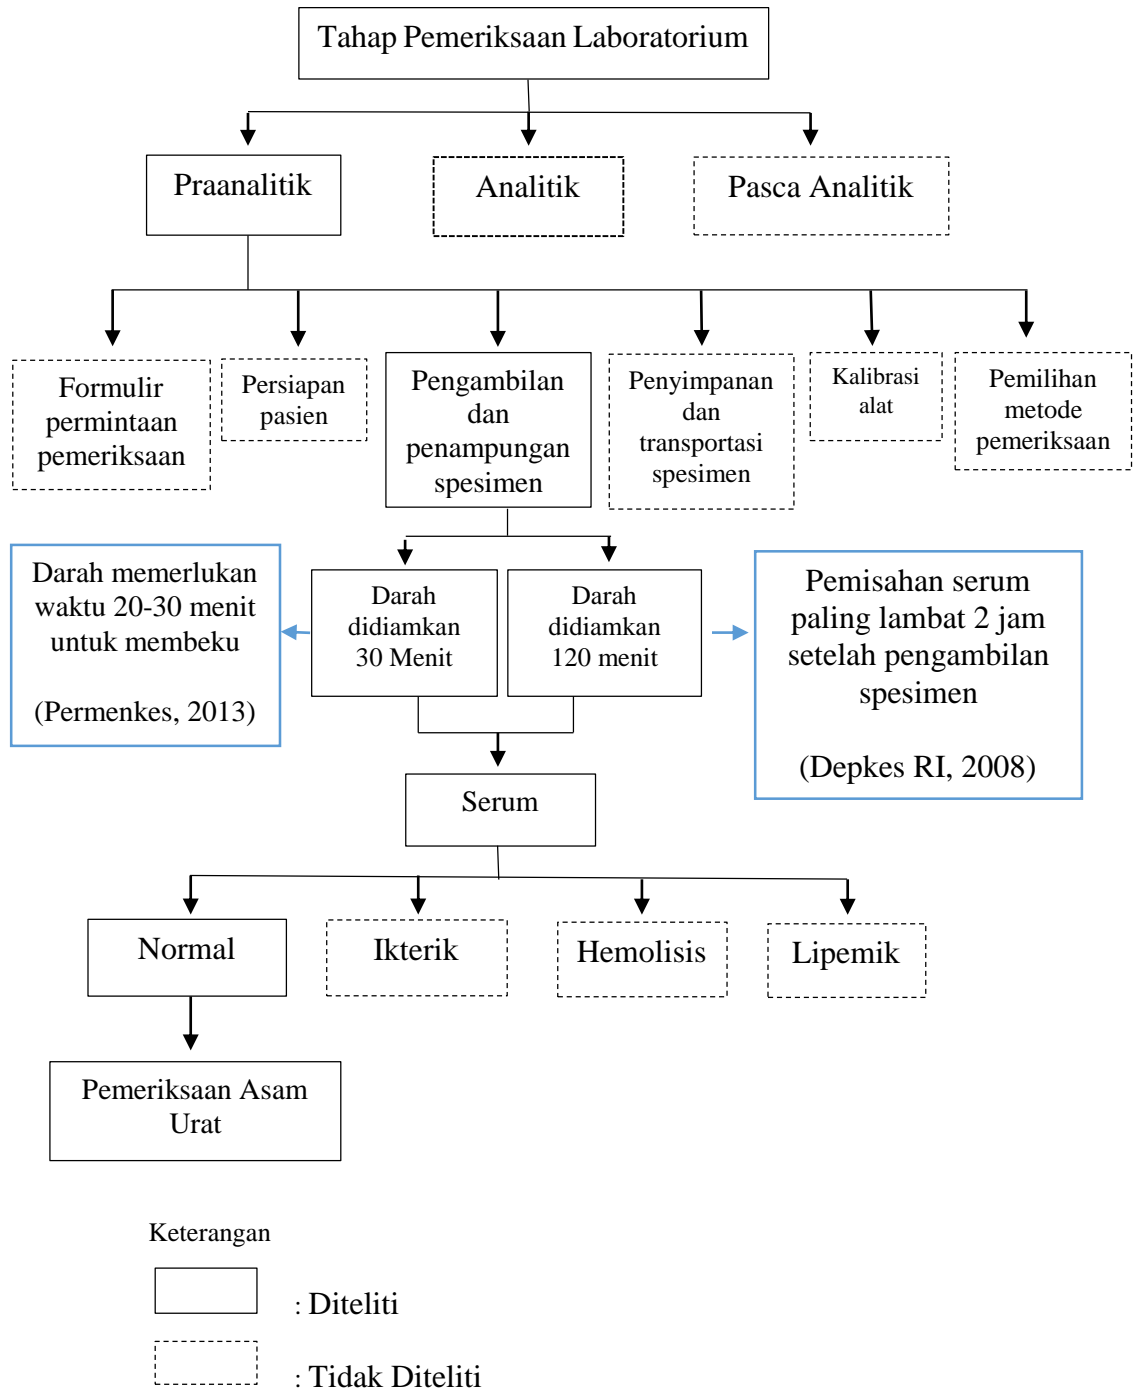 Tahap Pemeriksaan Laboratorium
Praanalitik
Analitik
Pasca Analitik
Formulir
permintaan
pemeriksaan
Persiapan
pasien
Pengambilan
dan
penampungan
spesimen
Penyimpanan
dan
transportasi
spesimen
Kalibrasi
alat
Pemilihan
metode
pemeriksaan
Darah memerlukan
waktu 20-30 menit
untuk membeku
(Permenkes, 2013)
Darah
didiamkan
30 Menit
Darah
didiamkan
120 menit
Pemisahan serum
paling lambat 2 jam
setelah pengambilan
spesimen
(Depkes RI, 2008)
Serum
Normal
Ikterik
Hemolisis
Lipemik
Pemeriksaan Asam
Urat
Keterangan
: Diteliti
: Tidak Diteliti